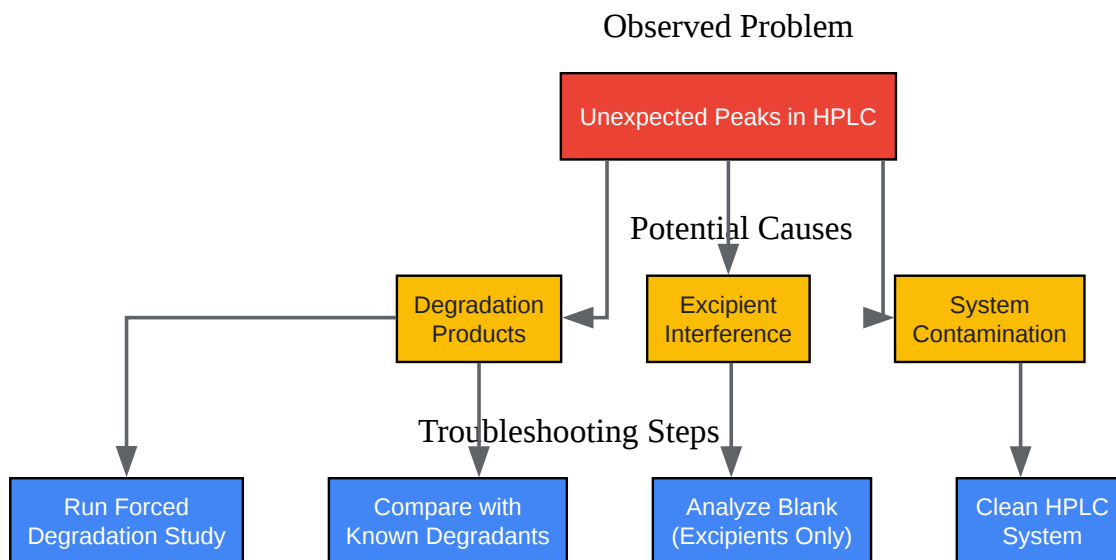 Observed Problem
Unexpected Peaks in HPLC
Potential Causes
Degradation
Products
Excipient
Interference
System
Contamination
Troubleshooting Steps
Run Forced
Degradation Study
Compare with
Known Degradants
Analyze Blank
(Excipients Only)
Clean HPLC
System